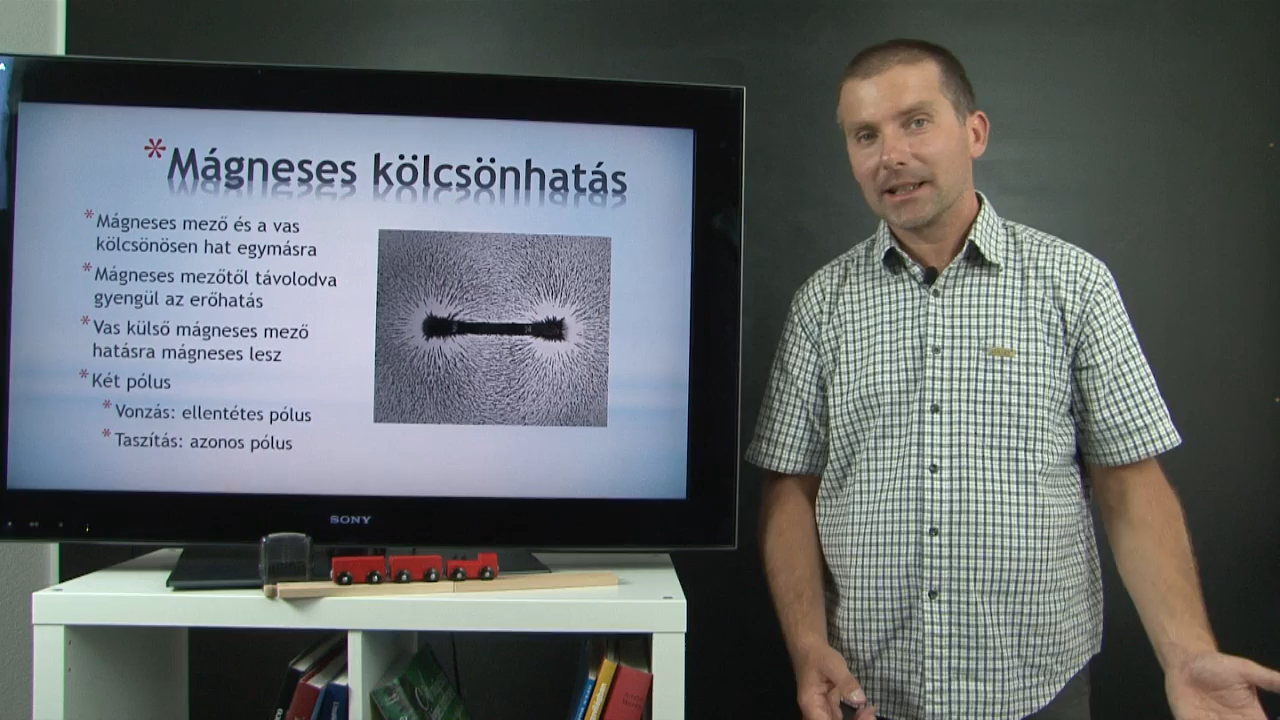 * Mágneses kölcsönhatás
* Mágneses mező és a vas
kölcsönösen hat egymásra
* Mágneses mezőtől távolodva
gyengül az erőhatás
* Vas külső mágneses mező
hatásra mágneses lesz
* Két pólus
* Vonzás: ellentétes pólus
* Taszítás: azonos pólus
SONY